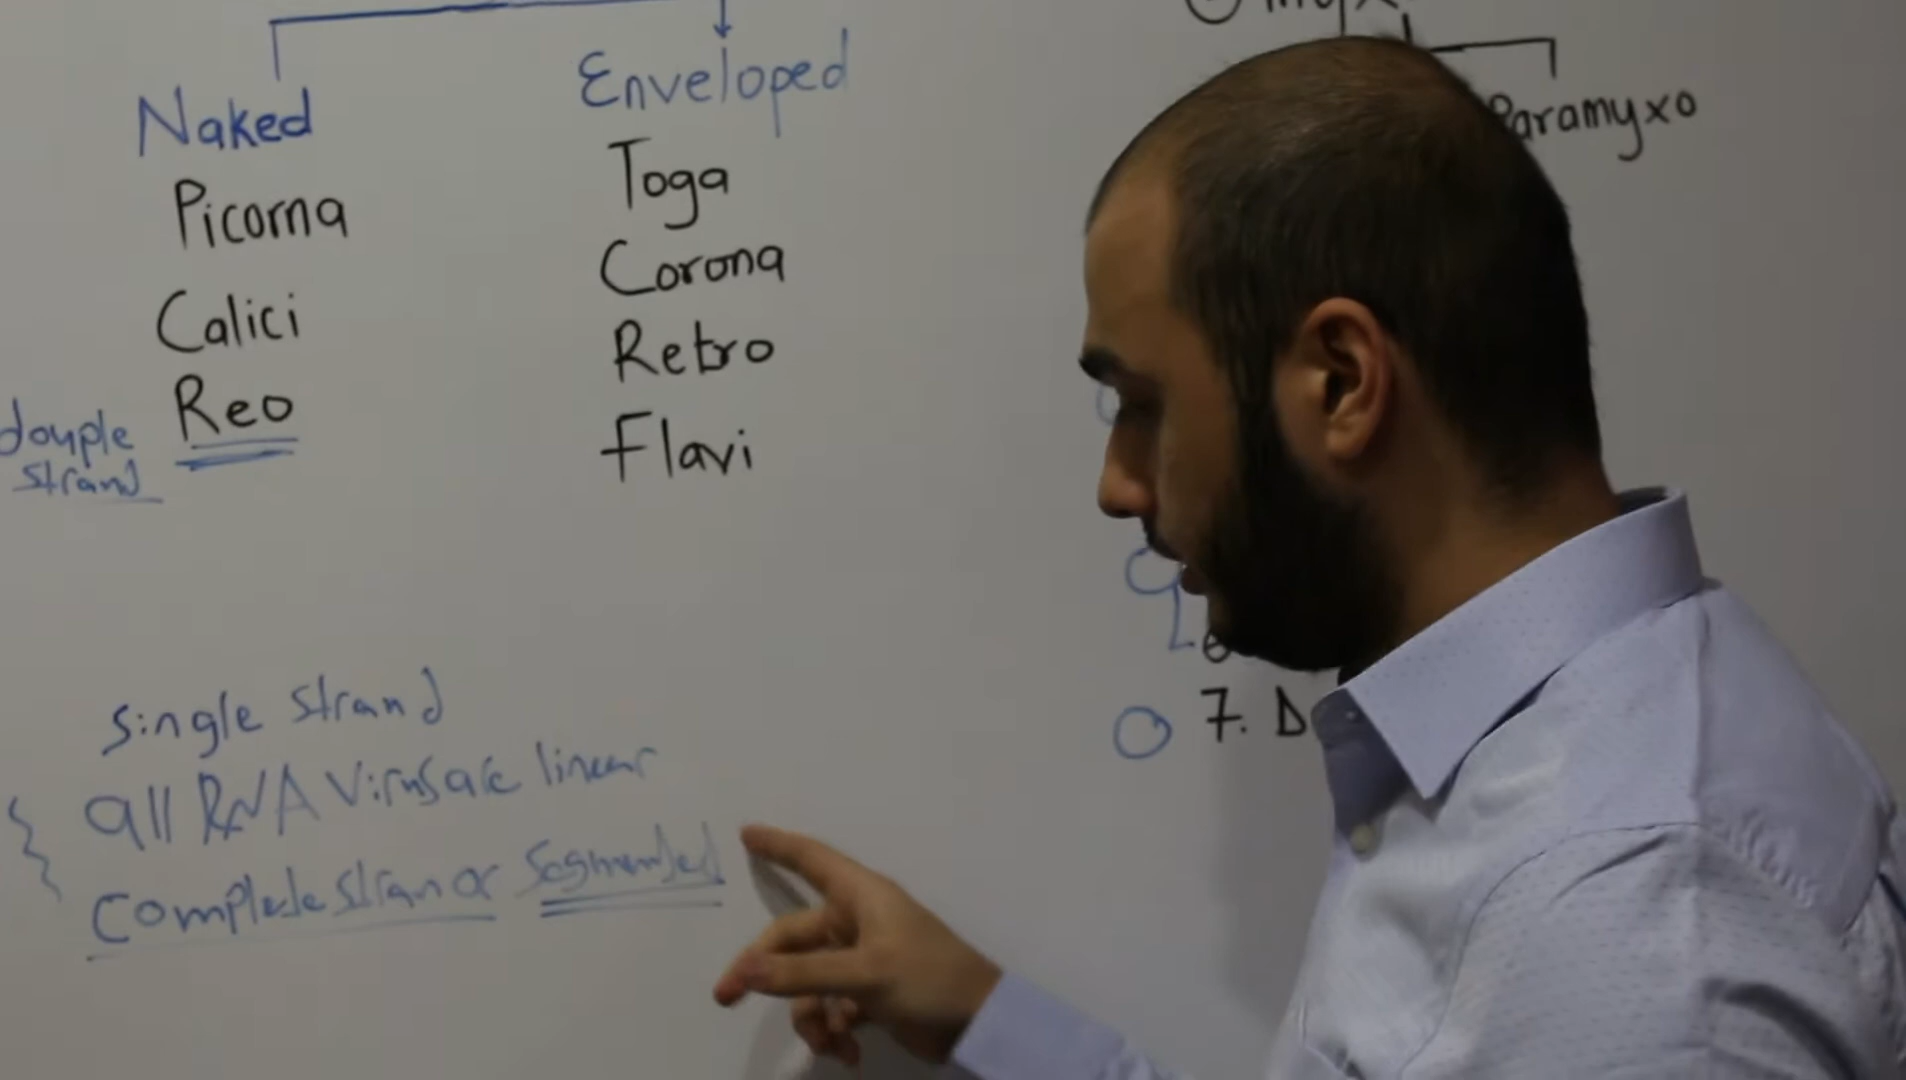 Naked
Picorna
Calici
Reo
douple
strand
Enveloped
Toga
Corona
Retro
Flavi
Paramyxo
7. D
Single strand
all RNA Virus are linear
Complete stran or Segmented